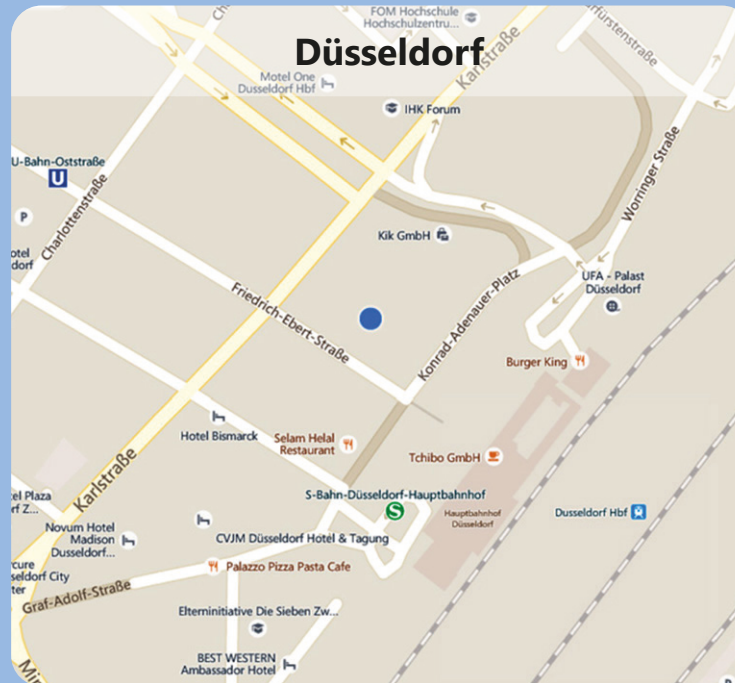 FOM Hochschule
Hochschulzentru...
Düsseldorf
Karlstraße
Motel One
Dusseldorf Hbf
IHK Forum
U-Bahn-Oststraße
U
P
Charlottenstraße
Worringer Straße
Kik GmbH
UFA - Palast
Düsseldorf
Friedrich-Ebert-Straße
Konrad-Adenauer-Platz
Burger King
Hotel Bismarck
Selam Helal
Restaurant
Tchibo GmbH
Karlstraße
S-Bahn-Düsseldorf-Hauptbahnhof
S
Hauptbahnhof
Düsseldorf
Dusseldorf Hbf
Novum Hotel
Madison
Dusseldorf...
CVJM Düsseldorf Hotel & Tagung
Palazzo Pizza Pasta Cafe
Graf-Adolf-Straße
Elterninitiative Die Sieben Zw...
BEST WESTERN
Ambassador Hotel